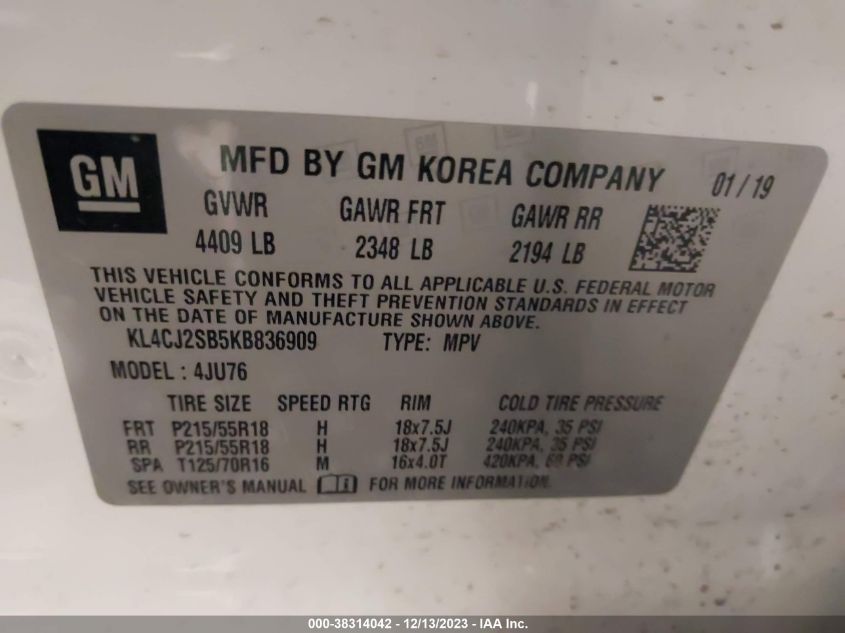 GM
MFD BY GM KOREA COMPANY 01/19
GVWR GAWR FRT GAWR RR
4409 LB 2348 LB 2194 LB
THIS VEHICLE CONFORMS TO ALL APPLICABLE U.S. FEDERAL MOTOR
VEHICLE SAFETY AND THEFT PREVENTION STANDARDS IN EFFECT
ON THE DATE OF MANUFACTURE SHOWN ABOVE.
KL4CJ2SB5KB836909 TYPE: MPV
MODEL: 4JU76
TIRE SIZE SPEED RTG RIM COLD TIRE PRESSURE
FRT P215/55R18 H 18x7.5J 240KPA, 35 PSI
RR P215/55R18 H 18x7.5J 240KPA, 35 PSI
SPA T125/70R16 M 16x4.0T 420KPA, 60 PSI
SEE OWNER'S MANUAL FOR MORE INFORMATION.
000-38314042 - 12/13/2023 - IAA Inc.